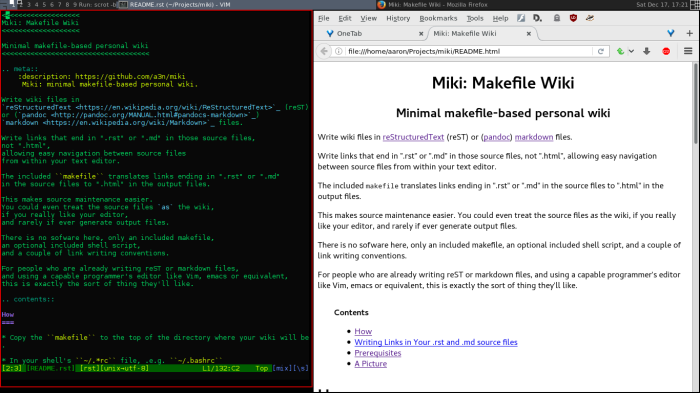 1 2 3 4 5 6 7 8 9 Run: scrot -b README.rst (~/Projects/miki) - VIM
Miki: Makefile Wiki - Mozilla Firefox
Sat Dec 17, 17:21
<<<<<<<<<<<<<<<<<<<
Miki: Makefile Wiki
<<<<<<<<<<<<<<<<<<<
Minimal makefile-based personal wiki
<<<<<<<<<<<<<<<<<<<<<<<<<<<<<<<<<<<<
.. meta::
:description: https://github.com/a3n/miki
Miki: minimal makefile-based personal wiki.
Write wiki files in
`reStructuredText <https://en.wikipedia.org/wiki/ReStructuredText>`_ (reST)
or (`pandoc <http://pandoc.org/MANUAL.html#pandocs-markdown>`_)
`markdown <https://en.wikipedia.org/wiki/Markdown>`_ files.
Write links that end in ".rst" or ".md" in those source files,
not ".html",
allowing easy navigation between source files
from within your text editor.
The included ``makefile`` translates links ending in ".rst" or ".md"
in the source files to ".html" in the output files.
This makes source maintenance easier.
You could even treat the source files `as` the wiki,
if you really like your editor,
and rarely if ever generate output files.
There is no sofware here, only an included makefile,
an optional included shell script,
and a couple of link writing conventions.
For people who are already writing reST or markdown files,
and using a capable programmer's editor like Vim, emacs or equivalent,
this is exactly the sort of thing they'll like.
.. contents::
How
===
* Copy the ``makefile`` to the top of the directory where your wiki will be
.
* In your shell's ``~/.*rc`` file, .e.g. ``~/.bashrc``
[2:3] [README.rst] [rst][unix→utf-8] L1/132:C2 Top [mix][\s]
File Edit View History Bookmarks Tools Help
OneTab
Miki: Makefile Wiki
file:///home/aaron/Projects/miki/README.html
Miki: Makefile Wiki
Minimal makefile-based personal wiki
Write wiki files in reStructuredText (reST) or (pandoc) markdown files.
Write links that end in ".rst" or ".md" in those source files, not ".html", allowing easy navigation
between source files from within your text editor.
The included makefile translates links ending in ".rst" or ".md" in the source files to ".html" in the
output files.
This makes source maintenance easier. You could even treat the source files as the wiki, if you really
like your editor, and rarely if ever generate output files.
There is no sofware here, only an included makefile, an optional included shell script, and a couple of
link writing conventions.
For people who are already writing reST or markdown files, and using a capable programmer's editor
like Vim, emacs or equivalent, this is exactly the sort of thing they'll like.
Contents
How
Writing Links in Your .rst and .md source files
Prerequisites
A Picture